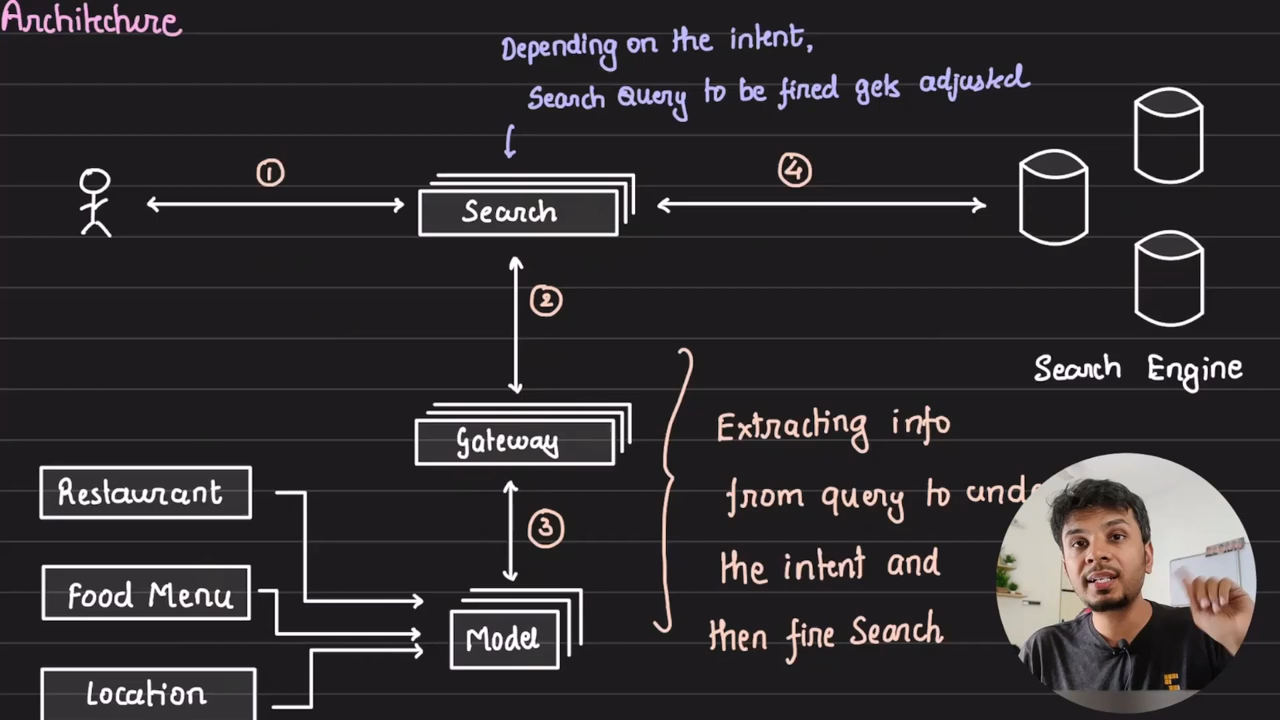 Architecture
Depending on the intent,
Search Query to be fired gets adjusted
1
4
Search
2
Search Engine
Gateway
Extracting info
Restaurant
from query to
3
the intent and
Food Menu
Model
then fire Search
Location